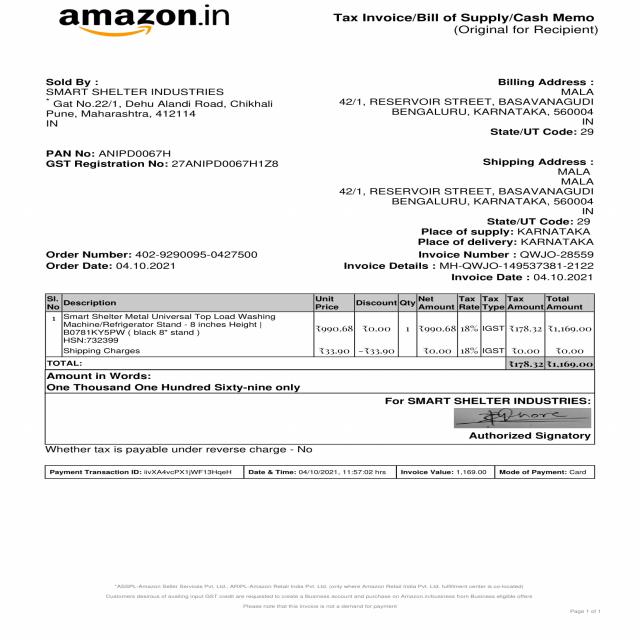 amazon.in
Tax Invoice/Bill of Supply/Cash Memo
(Original for Recipient)
Sold By :
SMART SHELTER INDUSTRIES
* Gat No.22/1, Dehu Alandi Road, Chikhali
Pune, Maharashtra, 412114
IN
PAN No: ANIPD0067H
GST Registration No: 27ANIPD0067H1Z8
Billing Address :
MALA
42/1, RESERVOIR STREET, BASAVANAGUDI
BENGALURU, KARNATAKA, 560004
IN
State/UT Code: 29
Shipping Address :
MALA
MALA
42/1, RESERVOIR STREET, BASAVANAGUDI
BENGALURU, KARNATAKA, 560004
IN
State/UT Code: 29
Place of supply: KARNATAKA
Place of delivery: KARNATAKA
Order Number: 402-9290095-0427500
Order Date: 04.10.2021
Invoice Number : QWJO-28559
Invoice Details : MH-QWJO-149537381-2122
Invoice Date : 04.10.2021
Sl. No Description Unit Price Discount Qty Net Amount Tax Rate Tax Type Tax Amount Total Amount
1 Smart Shelter Metal Universal Top Load Washing
Machine/Refrigerator Stand - 8 inches Height | ₹990.68 ₹0.00 1 ₹990.68 18% IGST ₹178.32 ₹1,169.00
B0781KY5PW ( black 8" stand )
HSN:732399
Shipping Charges ₹33.90 -₹33.90 ₹0.00 18% IGST ₹0.00 ₹0.00
TOTAL: ₹178.32 ₹1,169.00
Amount in Words:
One Thousand One Hundred Sixty-nine only
For SMART SHELTER INDUSTRIES:
Authorized Signatory
Whether tax is payable under reverse charge - No
Payment Transaction ID: iivXA4vcPX1jWF13HqeH Date & Time: 04/10/2021, 11:57:02 hrs Invoice Value: 1,169.00 Mode of Payment: Card
*ASSPL-Amazon Seller Services Pvt. Ltd., ARIPL-Amazon Retail India Pvt. Ltd. (only where Amazon Retail India Pvt. Ltd. fulfillment center is co-located)
Customers desirous of availing input GST credit are requested to create a Business account and purchase on Amazon.in/business from Business eligible offers
Please note that this invoice is not a demand for payment
Page 1 of 1